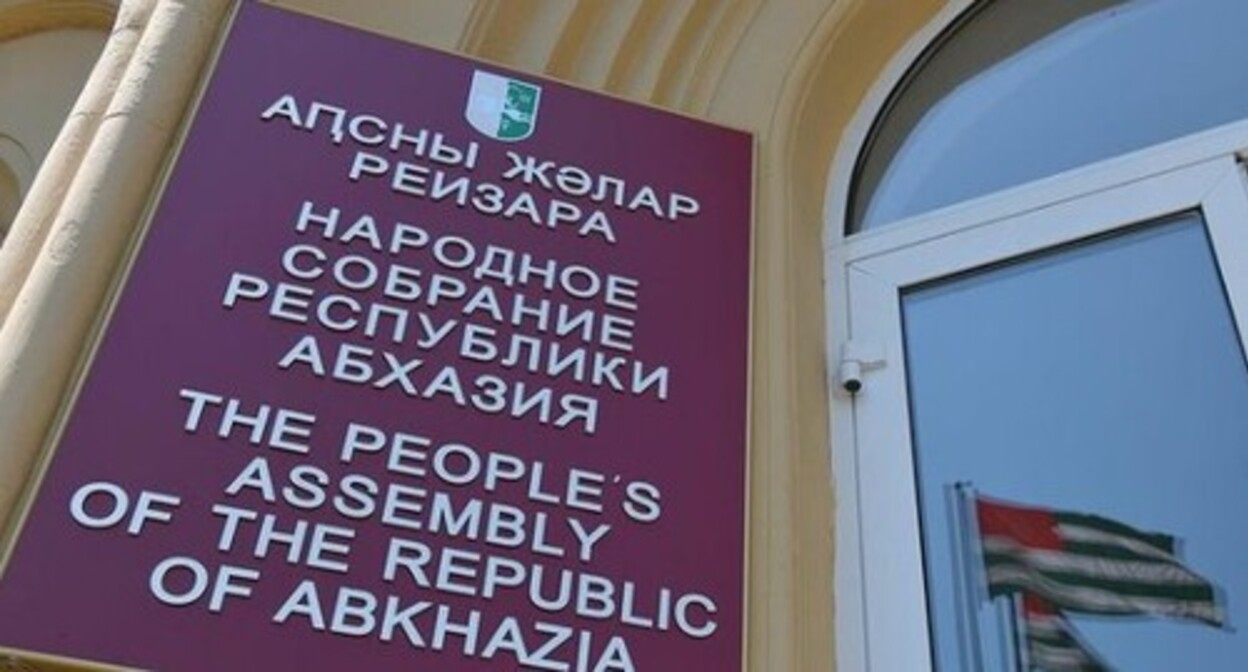 АԤСНЫ ЖӘЛАР
РЕИЗАРА
НАРОДНОЕ
СОБРАНИЕ
РЕСПУБЛИКИ
АБХАЗИЯ
THE PEOPLE'S
ASSEMBLY
OF THE REPUBLIC
OF ABKHAZIA